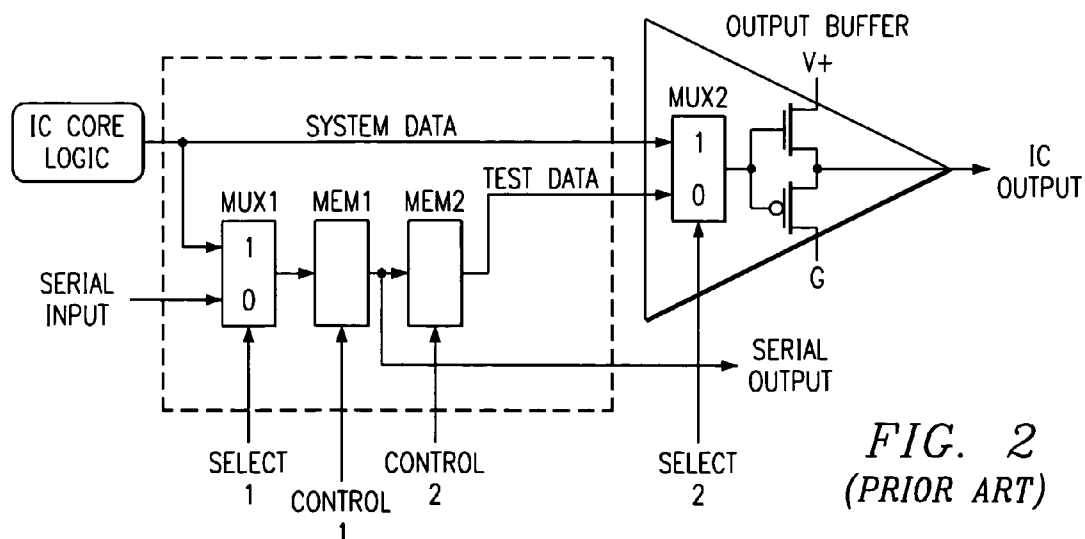 OUTPUT BUFFER
V+
MUX2
IC CORE
LOGIC
SYSTEM DATA
1
0
TEST DATA
IC
OUTPUT
MUX1
MEM1
MEM2
1
0
G
SERIAL
INPUT
SERIAL
OUTPUT
SELECT
1
CONTROL
1
CONTROL
2
SELECT
2
FIG. 2
(PRIOR ART)